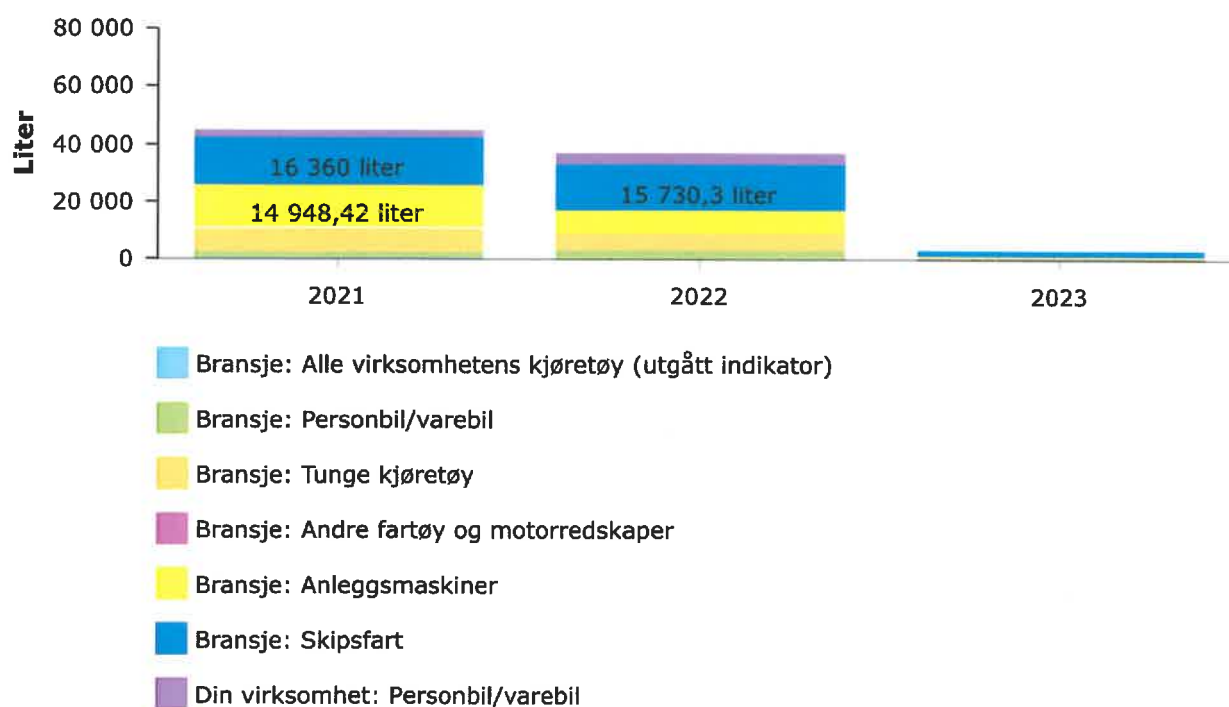 80 000
60 000
40 000
20 000
0
Liter
16 360 liter
14 948,42 liter
15 730,3 liter
2021
2022
2023
Bransje: Alle virksomhetens kjøretøy (utgått indikator)
Bransje: Personbil/varebil
Bransje: Tunge kjøretøy
Bransje: Andre fartøy og motorredskaper
Bransje: Anleggsmaskiner
Bransje: Skipsfart
Din virksomhet: Personbil/varebil